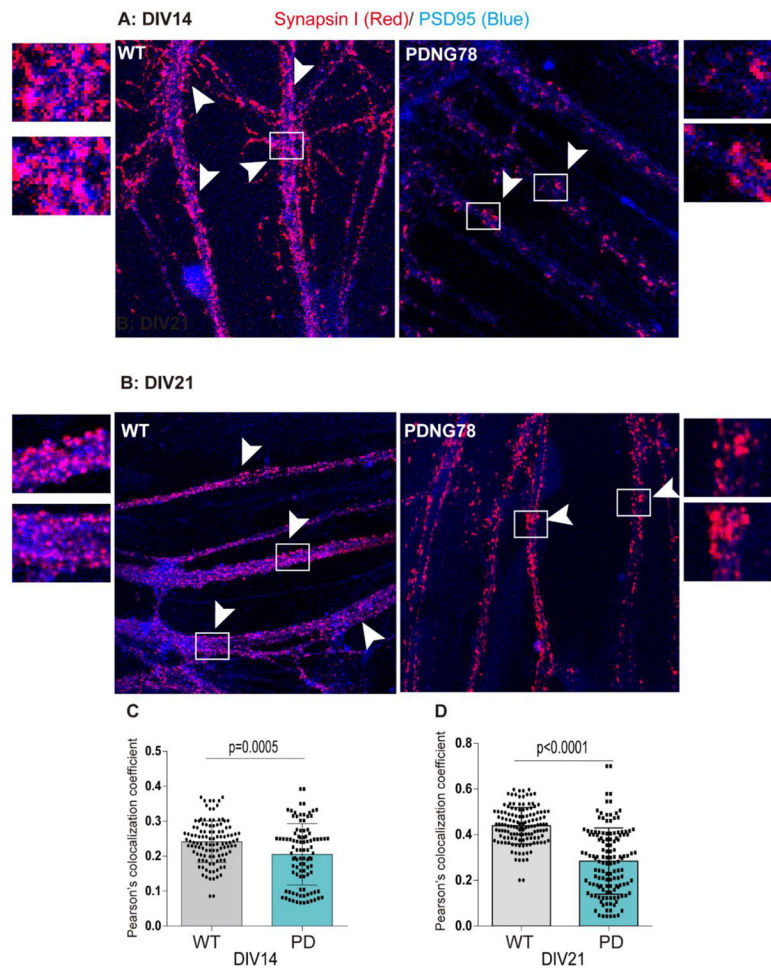 A: DIV14
Synapsin I (Red)/ PSD95 (Blue)
WT
PDNG78
B: DIV21
B: DIV21
WT
PDNG78
C
D
Pearson's colocalization coefficient
0.5
0.4
0.3
0.2
0.1
0.0
p=0.0005
WT
PD
DIV14
Pearson's colocalization coefficient
0.8
0.6
0.4
0.2
0.0
p<0.0001
WT
PD
DIV21